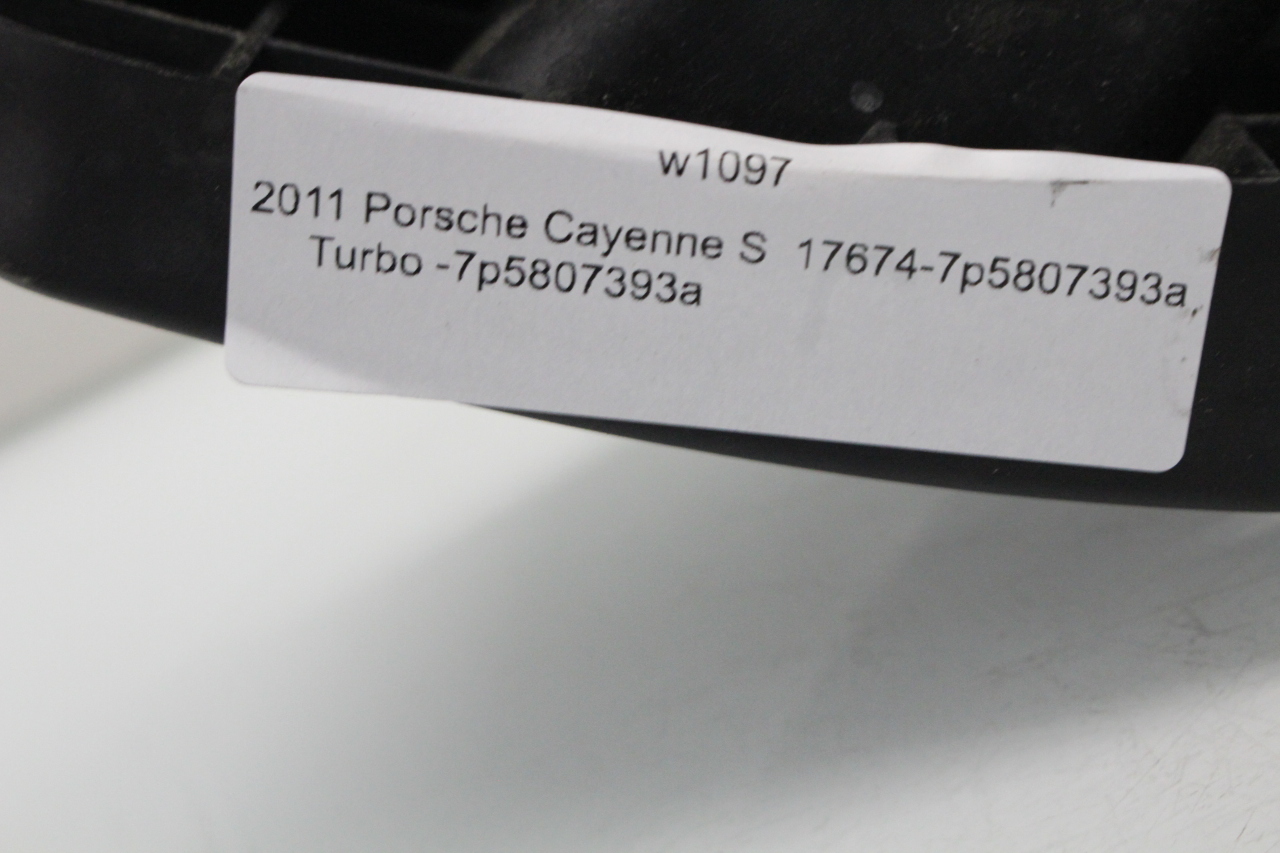 w1097
2011 Porsche Cayenne S  17674-7p5807393a,
Turbo -7p5807393a